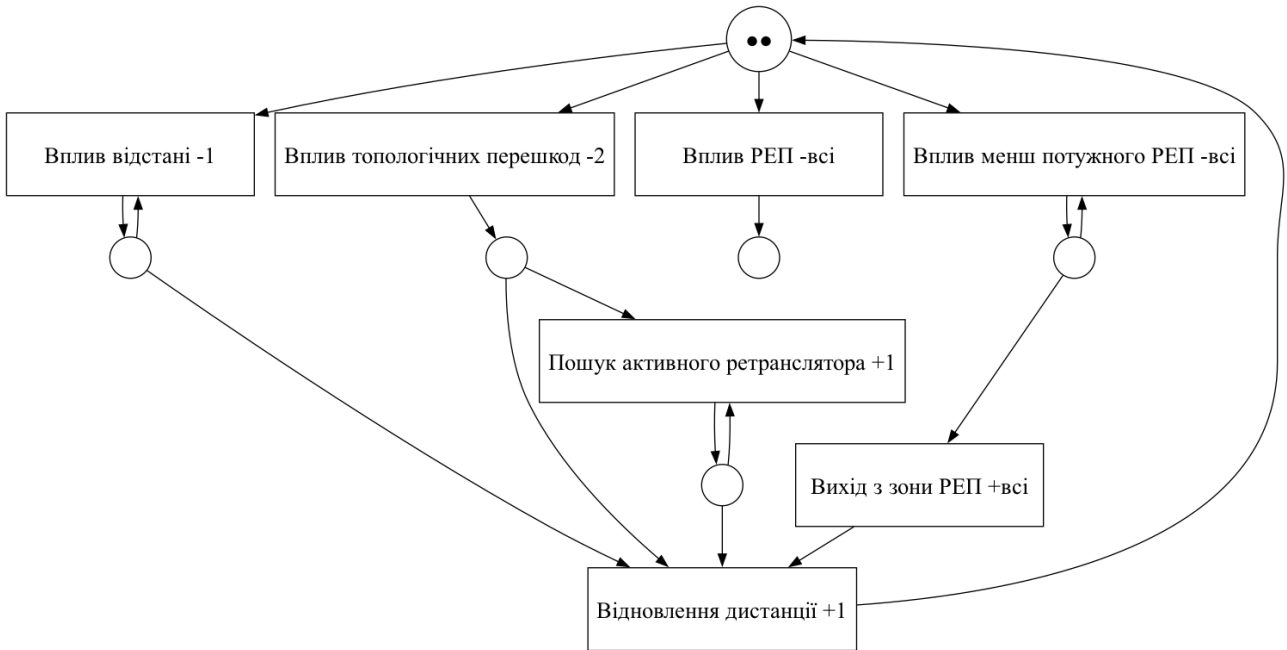 Вплив відстані -1
Вплив топологічних перешкод -2
Вплив РЕП -всі
Вплив менш потужного РЕП -всі
Пошук активного ретранслятора +1
Вихід з зони РЕП +всі
Відновлення дистанції +1